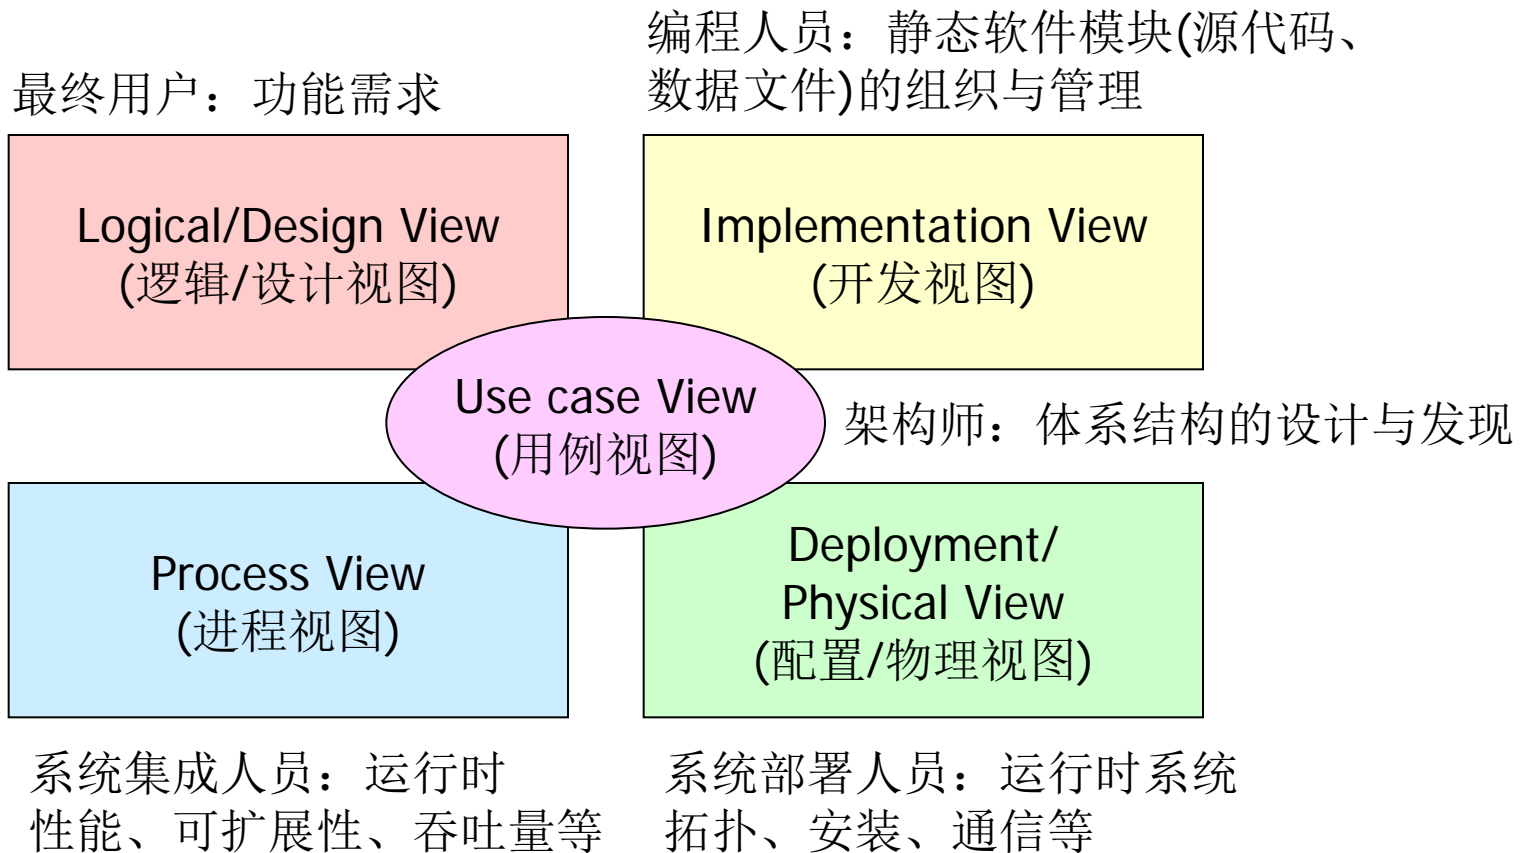 编程人员：静态软件模块(源代码、
数据文件)的组织与管理
最终用户：功能需求
Logical/Design View
(逻辑/设计视图)
Implementation View
(开发视图)
Use case View
(用例视图)
架构师：体系结构的设计与发现
Process View
(进程视图)
Deployment/
Physical View
(配置/物理视图)
系统集成人员：运行时
性能、可扩展性、吞吐量等
系统部署人员：运行时系统
拓扑、安装、通信等